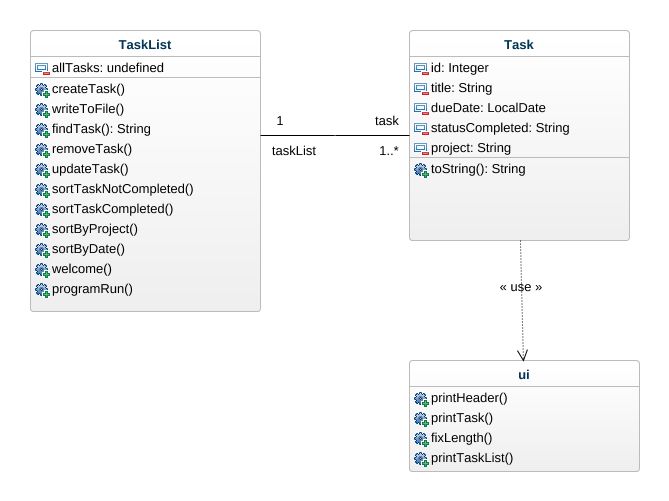 TaskList
allTasks: undefined
createTask()
writeToFile()
findTask(): String
removeTask()
updateTask()
sortTaskNotCompleted()
sortTaskCompleted()
sortByProject()
sortByDate()
welcome()
programRun()
1
task
taskList
1..*
Task
id: Integer
title: String
dueDate: LocalDate
statusCompleted: String
project: String
toString(): String
« use »
ui
printHeader()
printTask()
fixLength()
printTaskList()